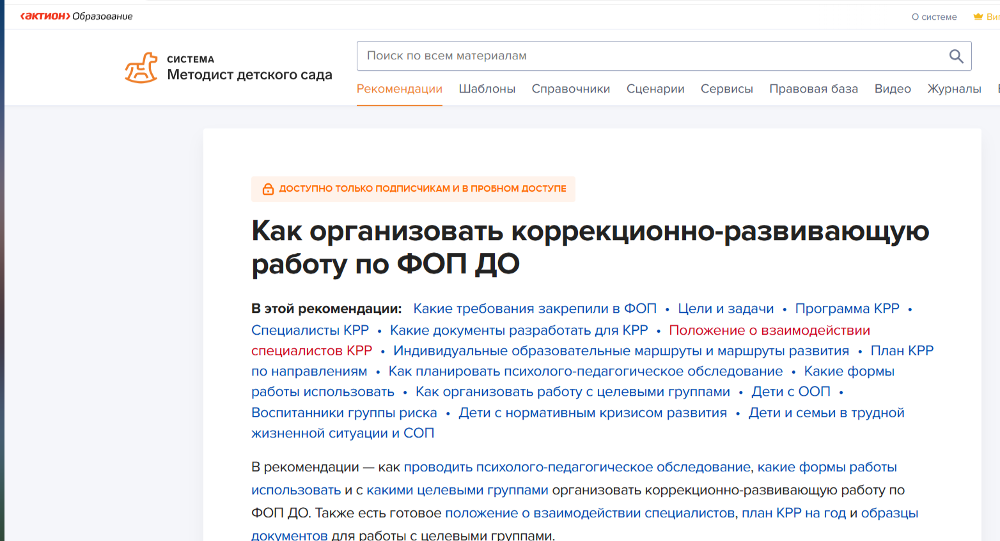 ‹актион› Образование
О системе
СИСТЕМА
Методист детского сада
Поиск по всем материалам
Рекомендации Шаблоны Справочники Сценарии Сервисы Правовая база Видео Журналы
ДОСТУПНО ТОЛЬКО ПОДПИСЧИКАМ И В ПРОБНОМ ДОСТУПЕ
Как организовать коррекционно-развивающую
работу по ФОП ДО
В этой рекомендации: Какие требования закрепили в ФОП • Цели и задачи • Программа КРР •
Специалисты КРР • Какие документы разработать для КРР • Положение о взаимодействии
специалистов КРР • Индивидуальные образовательные маршруты и маршруты развития • План КРР
по направлениям • Как планировать психолого-педагогическое обследование • Какие формы
работы использовать • Как организовать работу с целевыми группами • Дети с ООП •
Воспитанники группы риска • Дети с нормативным кризисом развития • Дети и семьи в трудной
жизненной ситуации и СОП
В рекомендации — как проводить психолого-педагогическое обследование, какие формы работы
использовать и с какими целевыми группами организовать коррекционно-развивающую работу по
ФОП ДО. Также есть готовое положение о взаимодействии специалистов, план КРР на год и образцы
документов для работы с целевыми группами.